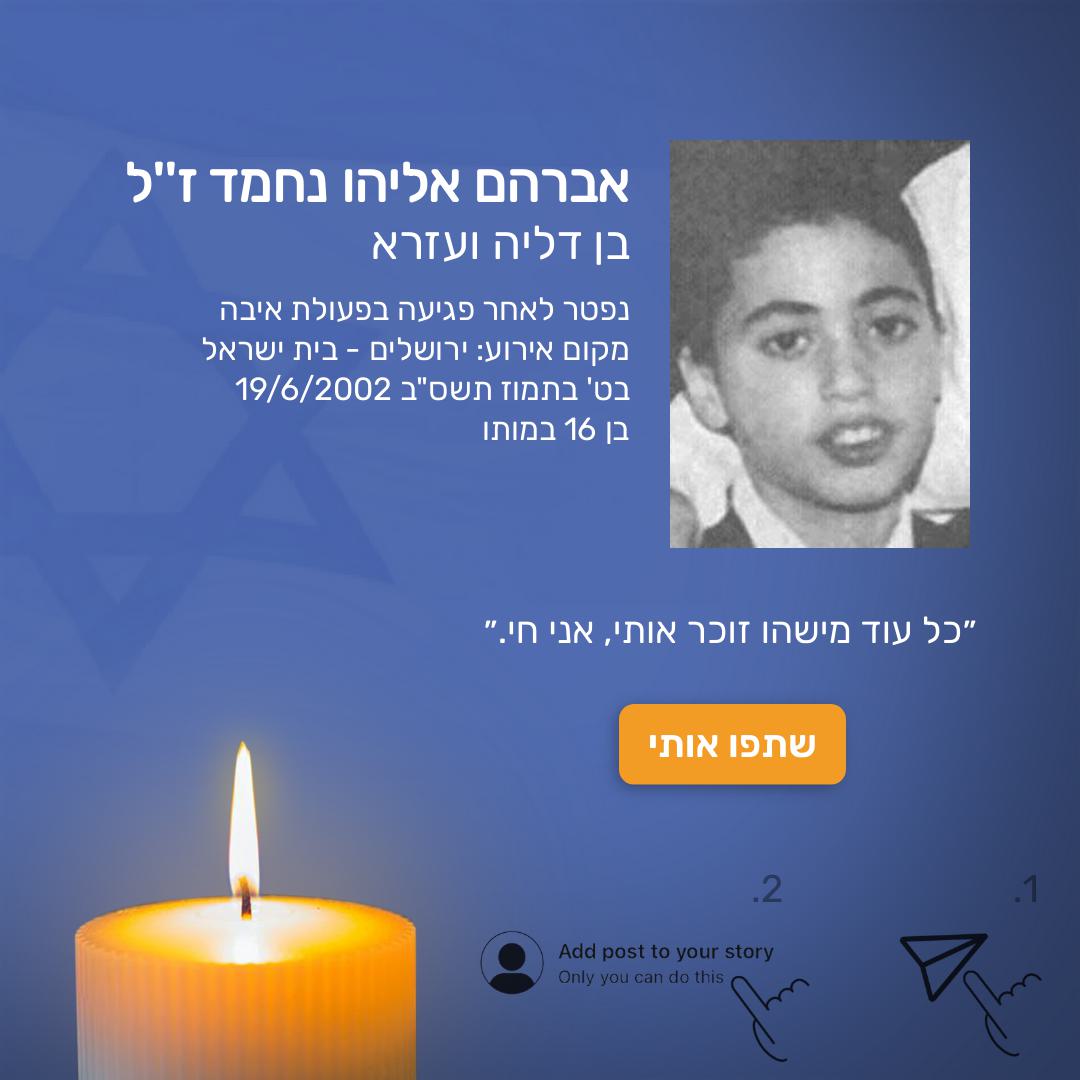 אברהם אליהו נחמד ז"ל
בן דליה ועזרא
נפטר לאחר פגיעה בפעולת איבה
מקום אירוע: ירושלים - בית ישראל
בט' בתמוז תשס"ב 19/6/2002
בן 16 במותו
״כל עוד מישהו זוכר אותי, אני חי.״
שתפו אותי
1.
2.
Add post to your story
Only you can do this